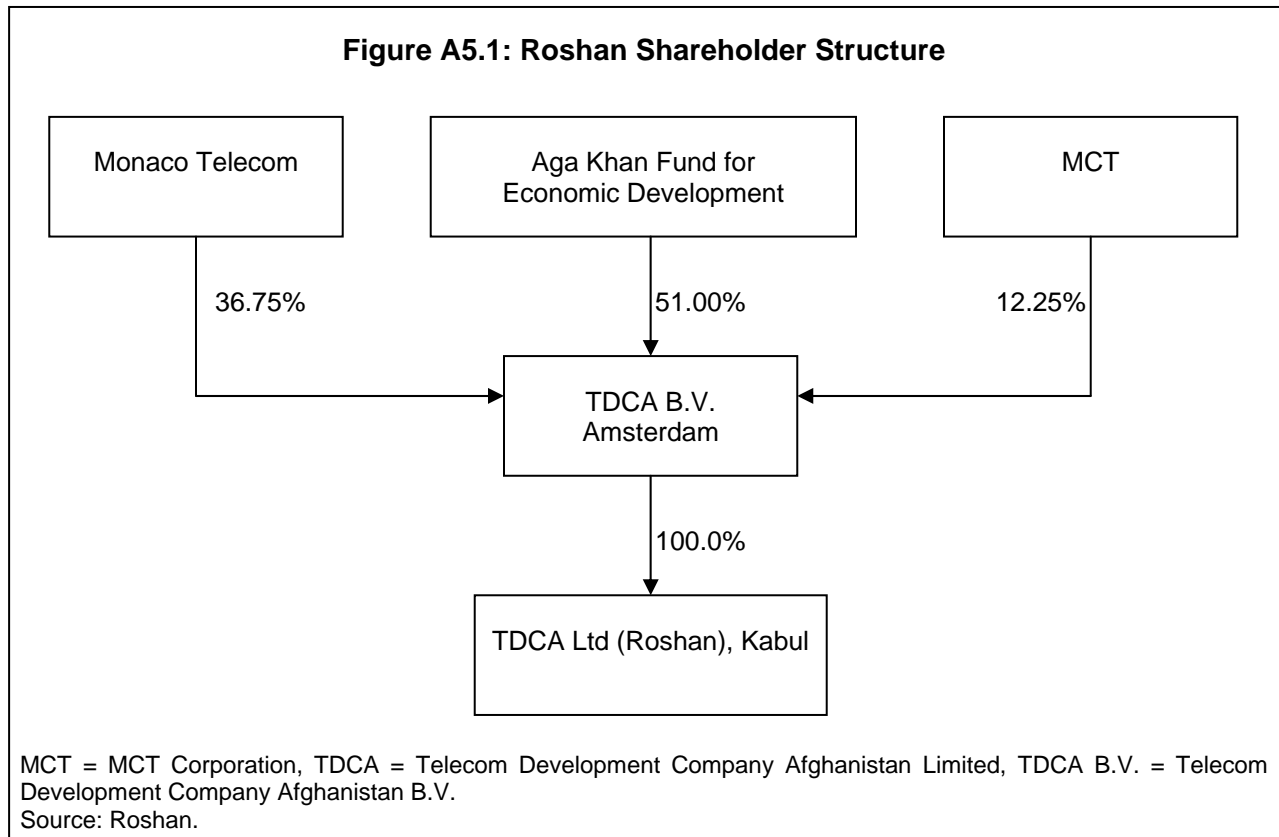 Figure A5.1: Roshan Shareholder Structure
Monaco Telecom
Aga Khan Fund for
Economic Development
MCT
36.75%
51.00%
12.25%
TDCA B.V.
Amsterdam
100.0%
TDCA Ltd (Roshan), Kabul
MCT = MCT Corporation, TDCA = Telecom Development Company Afghanistan Limited, TDCA B.V. = Telecom
Development Company Afghanistan B.V.
Source: Roshan.